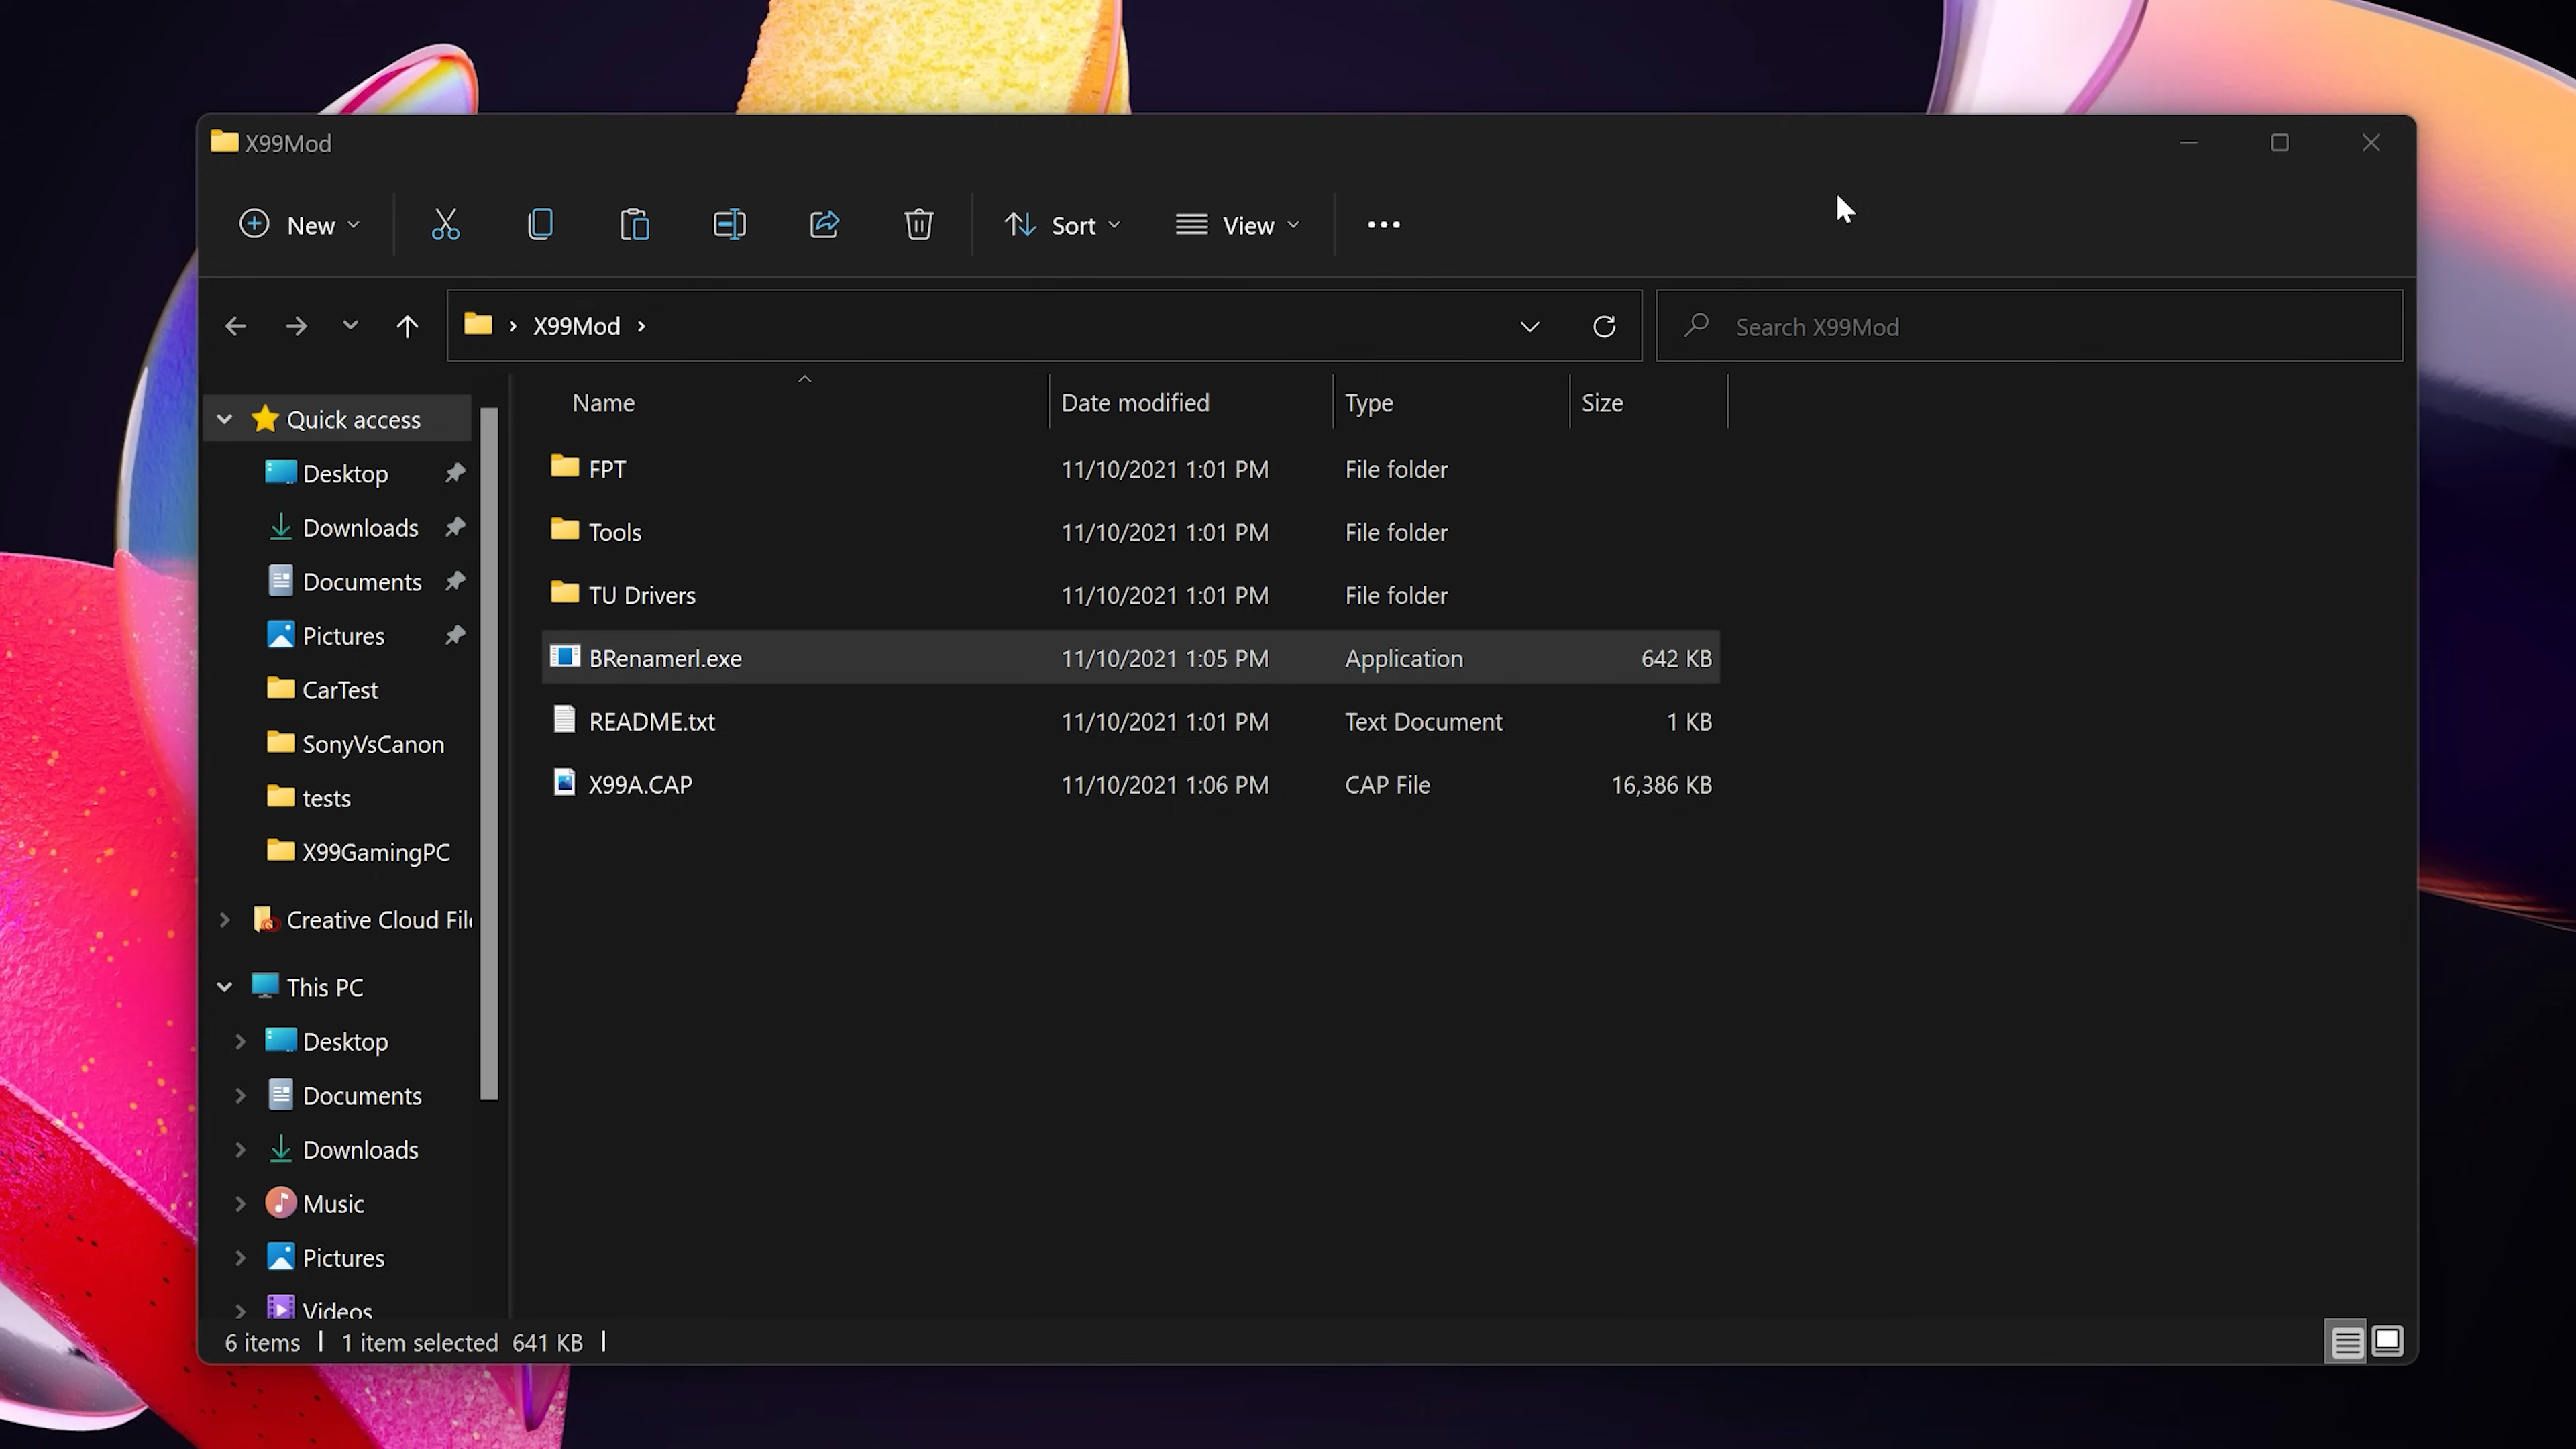 X99Mod
New Sort View
X99Mod Search X99Mod
Name Date modified Type Size
Quick access
Desktop
Downloads
Documents
Pictures
CarTest
SonyVsCanon
tests
X99GamingPC
Creative Cloud File
This PC
Desktop
Documents
Downloads
Music
Pictures
Videos
FPT 11/10/2021 1:01 PM File folder
Tools 11/10/2021 1:01 PM File folder
TU Drivers 11/10/2021 1:01 PM File folder
BRenamerl.exe 11/10/2021 1:05 PM Application 642 KB
README.txt 11/10/2021 1:01 PM Text Document 1 KB
X99A.CAP 11/10/2021 1:06 PM CAP File 16,386 KB
6 items 1 item selected 641 KB